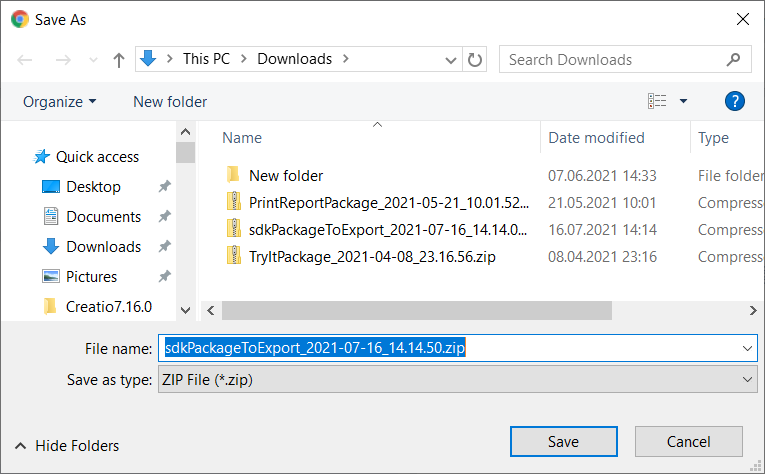 Save As
This PC > Downloads >
Search Downloads
Organize New folder ?
Name Date modified Type
Quick access
Desktop
Documents
Downloads
Pictures
Creatio7.16.0
New folder 07.06.2021 14:33 File folder
PrintReportPackage_2021-05-21_10.01.52... 21.05.2021 10:01 Compresse
sdkPackageToExport_2021-07-16_14.14.0... 16.07.2021 14:14 Compresse
TryItPackage_2021-04-08_23.16.56.zip 08.04.2021 23:16 Compresse
File name: sdkPackageToExport_2021-07-16_14.14.50.zip
Save as type: ZIP File (*.zip)
Hide Folders Save Cancel